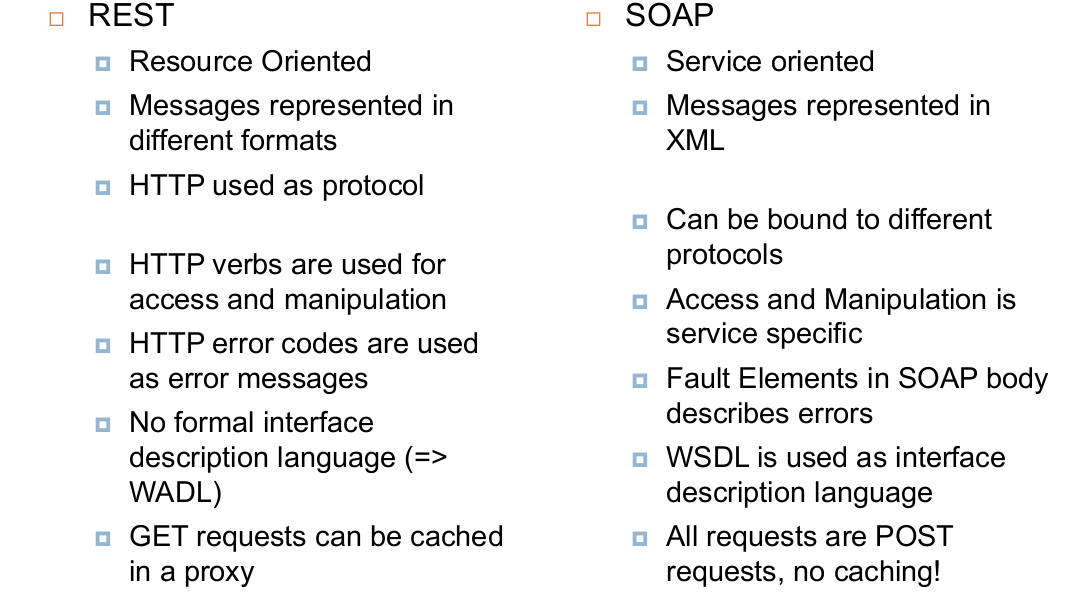 REST
Resource Oriented
Messages represented in
different formats
HTTP used as protocol
HTTP verbs are used for
access and manipulation
HTTP error codes are used
as error messages
No formal interface
description language (=>
WADL)
GET requests can be cached
in a proxy
SOAP
Service oriented
Messages represented in
XML
Can be bound to different
protocols
Access and Manipulation is
service specific
Fault Elements in SOAP body
describes errors
WSDL is used as interface
description language
All requests are POST
requests, no caching!